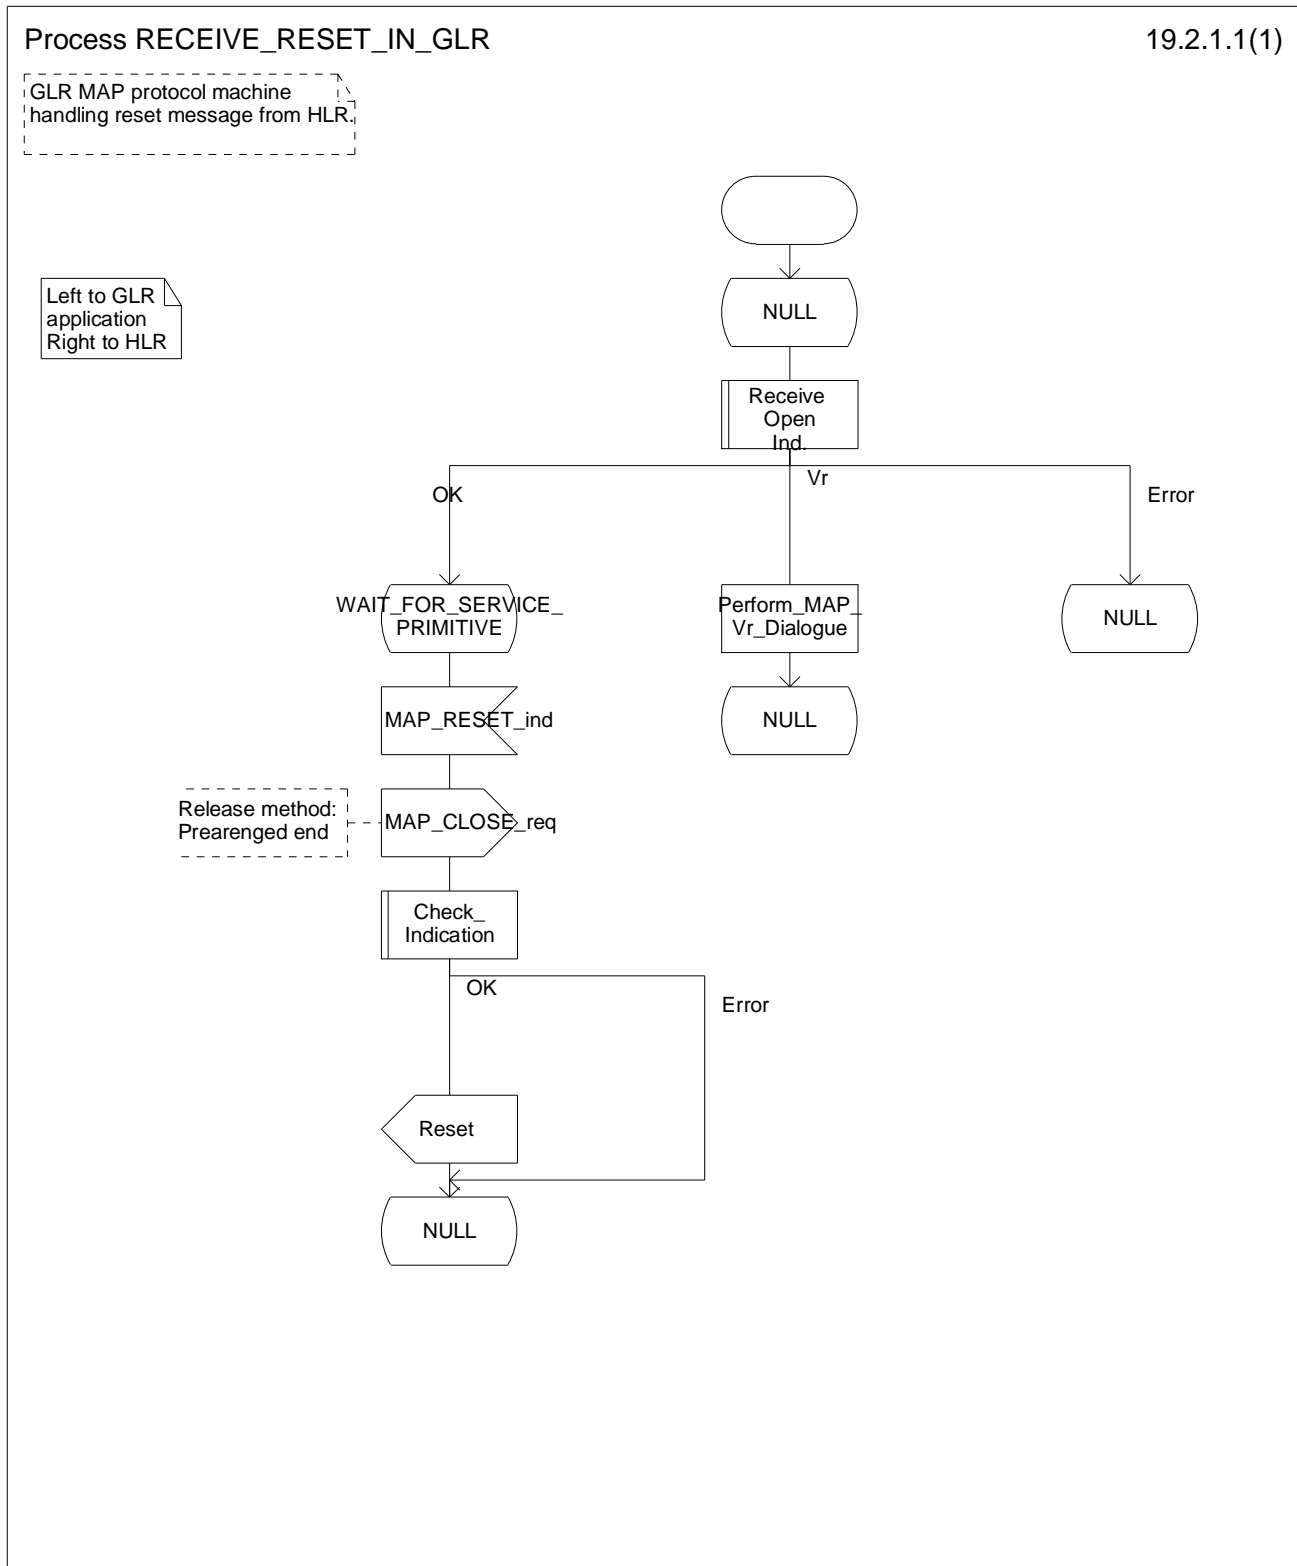 Process RECEIVE_RESET_IN_GLR
19.2.1.1(1)
GLR MAP protocol machine
handling reset message from HLR.
Left to GLR
application
Right to HLR
NULL
Receive
Open
Ind.
OK
Vr
Error
WAIT_FOR_SERVICE_
PRIMITIVE
Perform_MAP_
Vr_Dialogue
NULL
MAP_RESET_ind
NULL
Release method:
Prearenged end
MAP_CLOSE_req
Check_
Indication
OK
Error
Reset
NULL